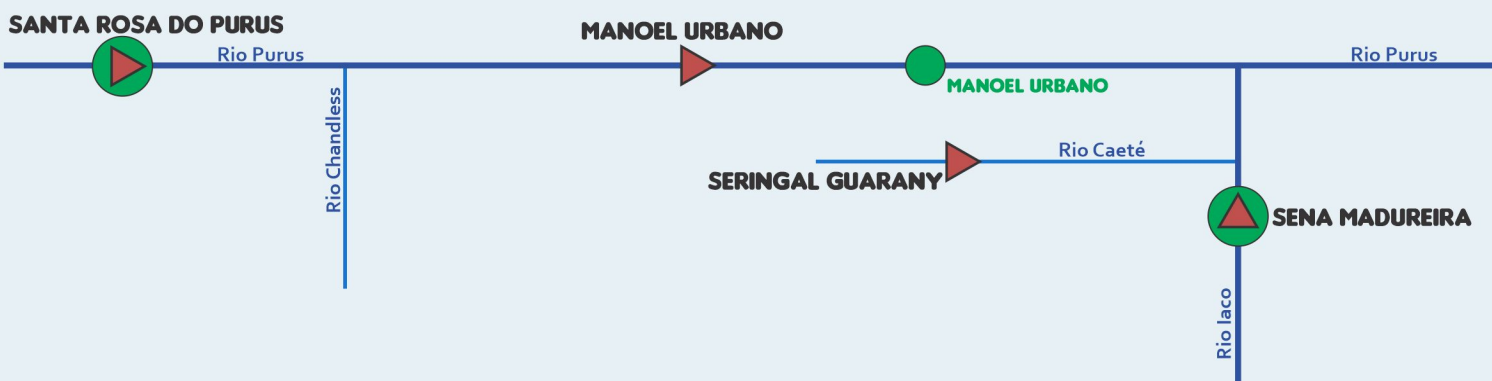 SANTA ROSA DO PURUS
Rio Purus
MANOEL URBANO
Rio Purus
MANOEL URBANO
Rio Chandless
Rio Caeté
SERINGAL GUARANY
SENA MADUREIRA
Rio Iaco